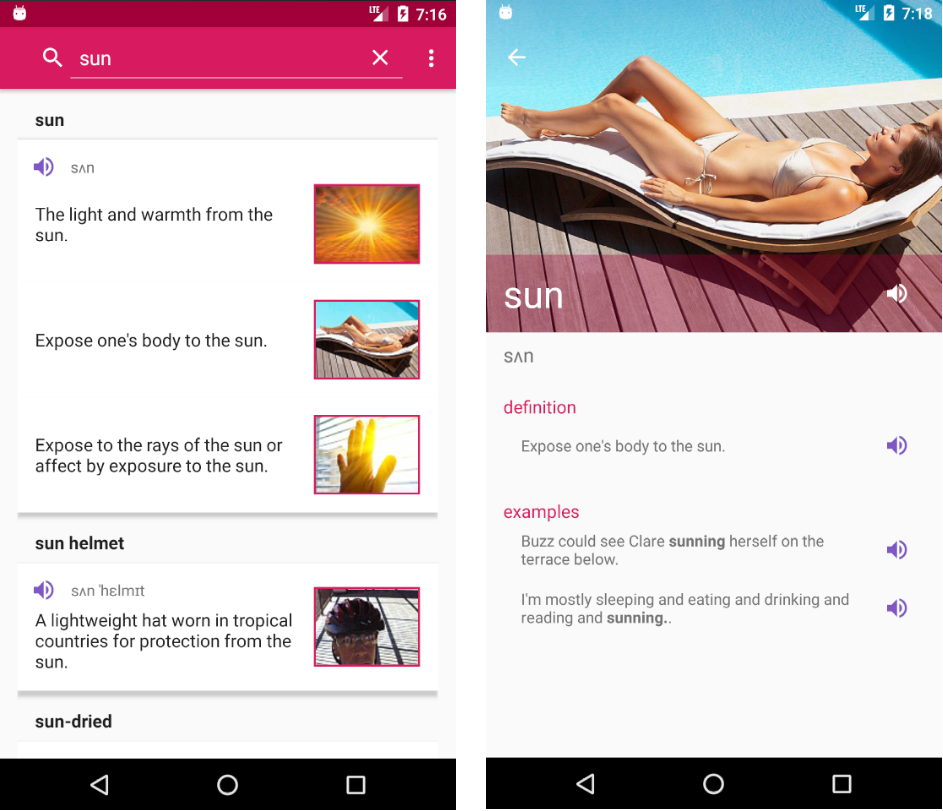 LTE 7:16
sun
sun
sʌn
The light and warmth from the
sun.
Expose one's body to the sun.
Expose to the rays of the sun or
affect by exposure to the sun.
sun helmet
sʌn ˈhɛlmɪt
A lightweight hat worn in tropical
countries for protection from the
sun.
sun-dried
LTE 7:18
sun
sʌn
definition
Expose one's body to the sun.
examples
Buzz could see Clare sunning herself on the
terrace below.
I'm mostly sleeping and eating and drinking and
reading and sunning..